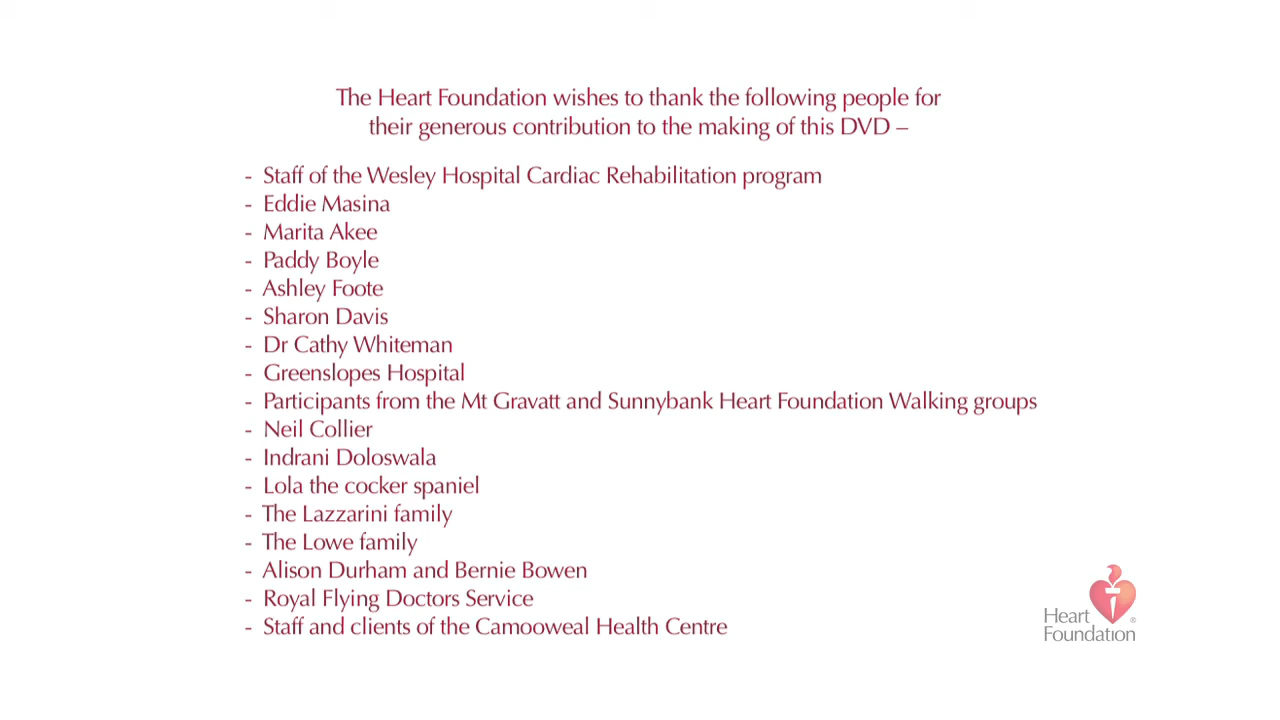 The Heart Foundation wishes to thank the following people for
their generous contribution to the making of this DVD –
- Staff of the Wesley Hospital Cardiac Rehabilitation program
- Eddie Masina
- Marita Akee
- Paddy Boyle
- Ashley Foote
- Sharon Davis
- Dr Cathy Whiteman
- Greenslopes Hospital
- Participants from the Mt Gravatt and Sunnybank Heart Foundation Walking groups
- Neil Collier
- Indrani Doloswala
- Lola the cocker spaniel
- The Lazzarini family
- The Lowe family
- Alison Durham and Bernie Bowen
- Royal Flying Doctors Service
- Staff and clients of the Camooweal Health Centre
Heart ®
Foundation